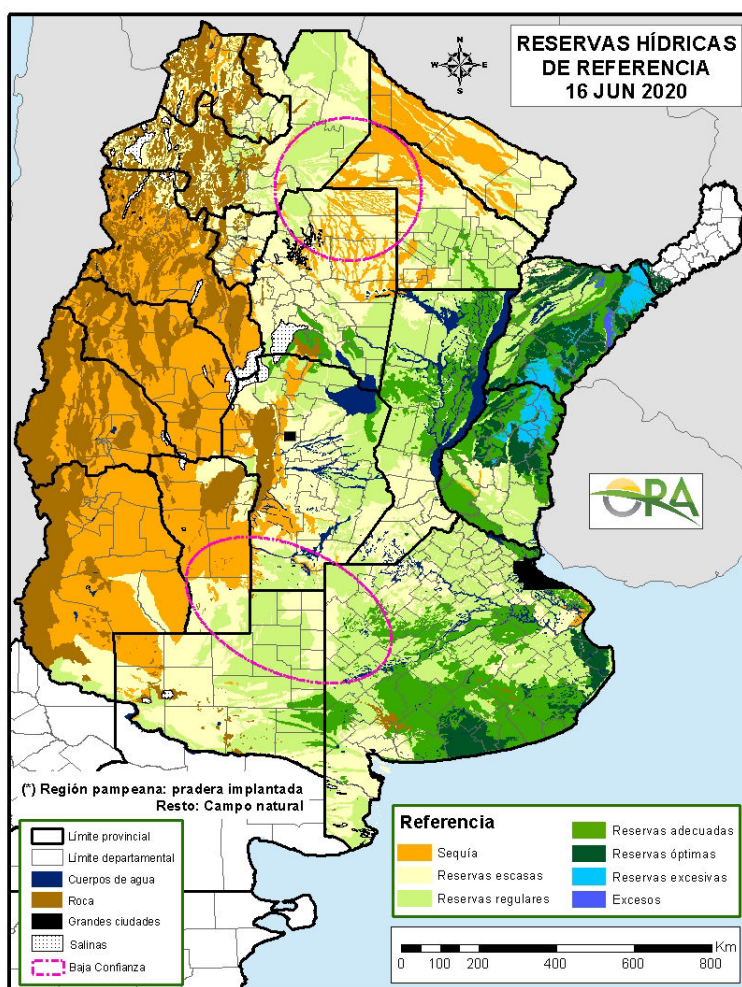 RESERVAS HÍDRICAS
DE REFERENCIA
16 JUN 2020
N
W
E
S
ORA
(*) Región pampeana: pradera implantada
Resto: Campo natural
Límite provincial
Límite departamental
Cuerpos de agua
Roca
Grandes ciudades
Salinas
Baja Confianza
Referencia
Sequía
Reservas escasas
Reservas regulares
Reservas adecuadas
Reservas óptimas
Reservas excesivas
Excesos
Km
0 100 200 400 600 800